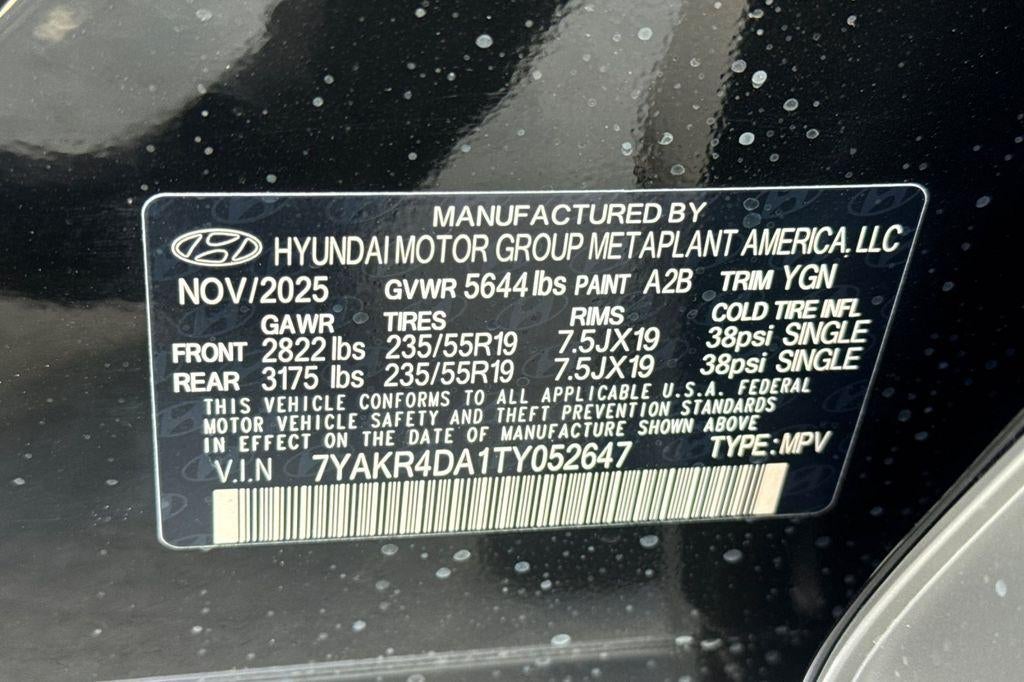 MANUFACTURED BY
HYUNDAI MOTOR GROUP METAPLANT AMERICA, LLC
NOV/2025 GVWR 5644 lbs PAINT A2B TRIM YGN
GAWR TIRES RIMS COLD TIRE INFL
FRONT 2822 lbs 235/55R19 7.5JX19 38psi SINGLE
REAR 3175 lbs 235/55R19 7.5JX19 38psi SINGLE
THIS VEHICLE CONFORMS TO ALL APPLICABLE U.S.A. FEDERAL
MOTOR VEHICLE SAFETY AND THEFT PREVENTION STANDARDS
IN EFFECT ON THE DATE OF MANUFACTURE SHOWN ABOVE
V.I.N 7YAKR4DA1TY052647 TYPE:MPV